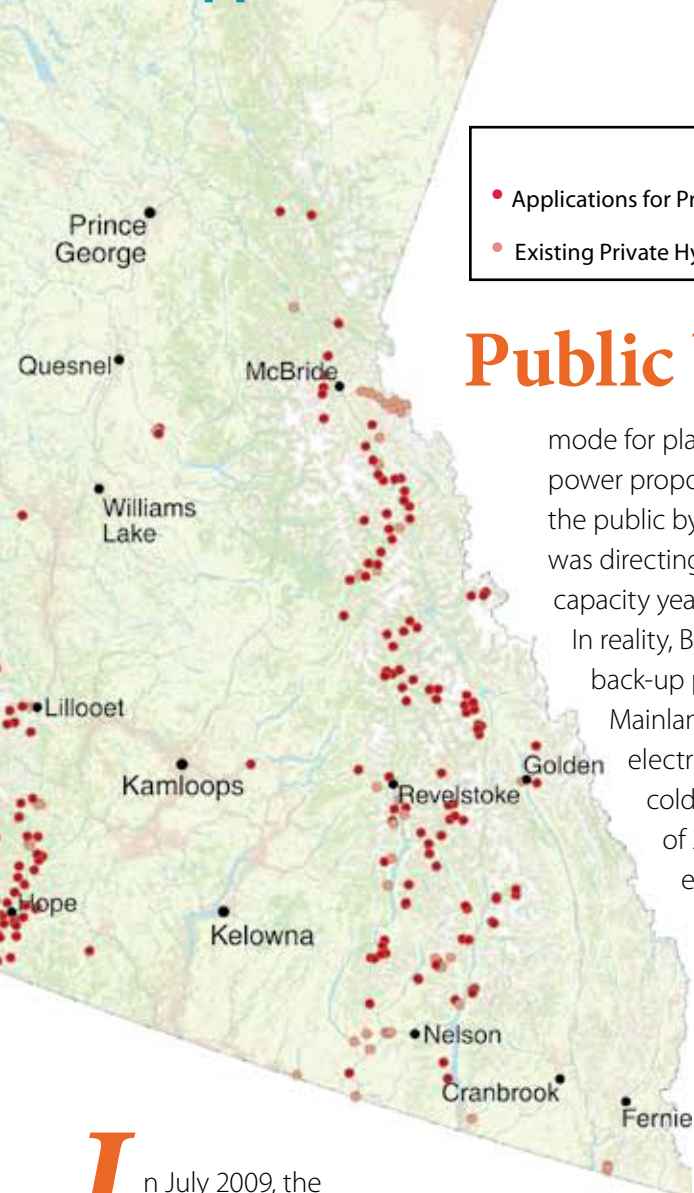 Applications for Pr
Existing Private Hy
Prince
George
Quesnel
McBride
Williams
Lake
Lillooet
Kamloops
Golden
Revelstoke
Hope
Kelowna
Nelson
Cranbrook
Fernie
Public
mode for pla
power propo
the public by
was directing
capacity yea
In reality, B
back-up p
Mainlan
electr
cold
of
e
In July 2009, the